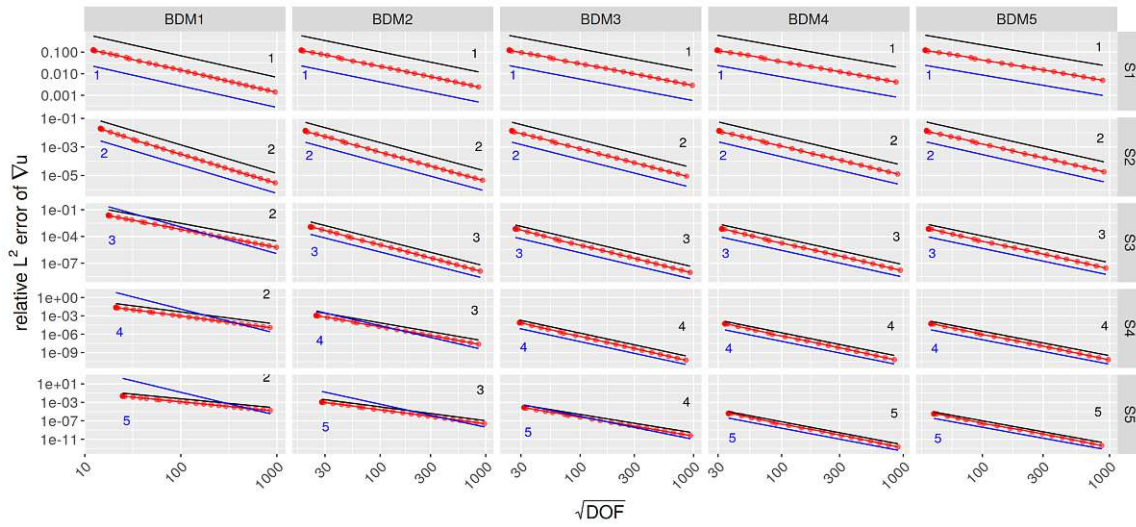 BDM1 BDM2 BDM3 BDM4 BDM5
relative L² error of ∇u
0.100
0.010
0.001
1 1 1 1 1
1 1 1 1 1
S1
1e-01
1e-03
1e-05
2 2 2 2 2
2 2 2 2 2
S2
1e-01
1e-04
1e-07
2 3 3 3 3
3 3 3 3 3
S3
1e+00
1e-03
1e-06
1e-09
2 3 4 4 4
4 4 4 4 4
S4
1e+01
1e-03
1e-07
1e-11
2 3 4 5 5
5 5 5 5 5
S5
10 100 1000 30 100 300 1000 30 100 300 1000 30 100 300 1000 100 300 1000
√DOF